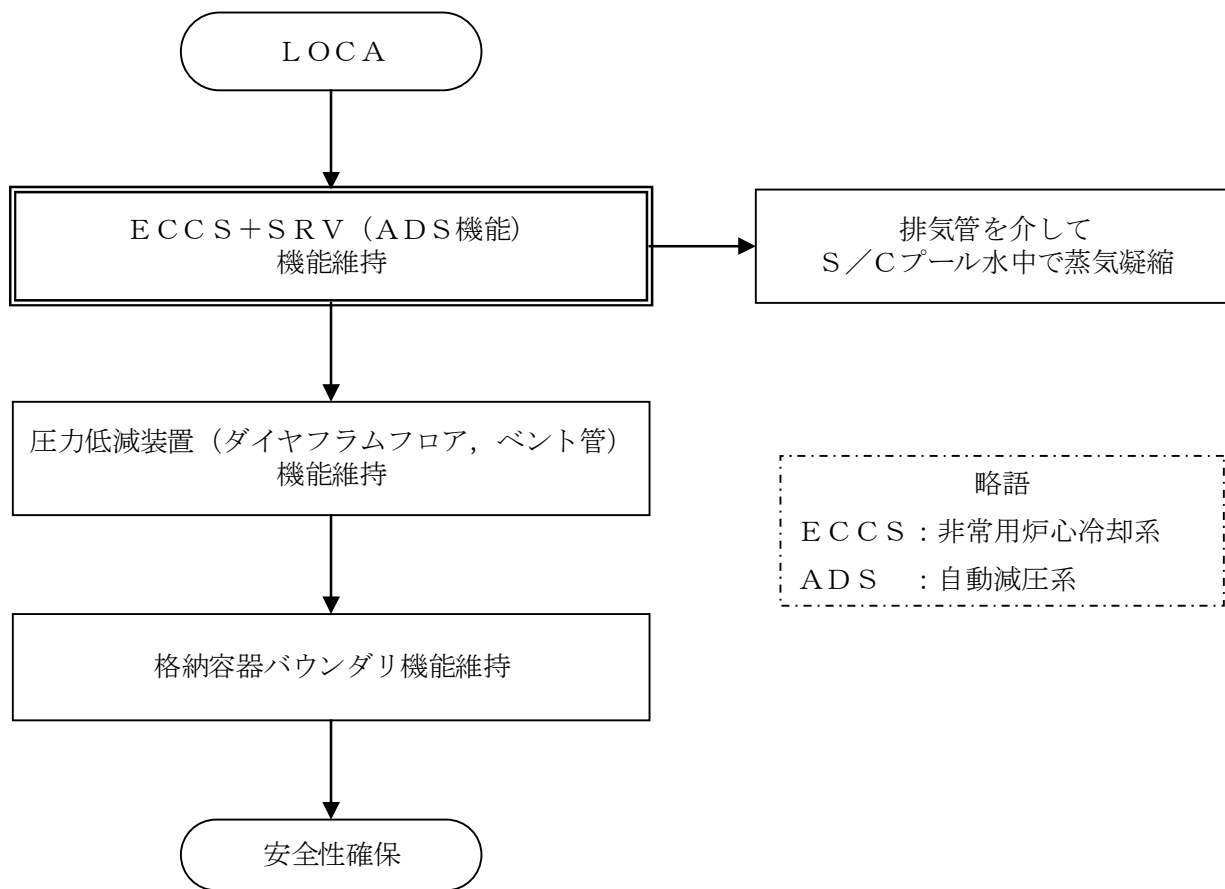 LOCA
ECCS+SRV(ADS機能)
機能維持
排気管を介して
S/Cプール水中で蒸気凝縮
圧力低減装置(ダイヤフラムフロア,ベント管)
機能維持
略語
ECCS:非常用炉心冷却系
ADS :自動減圧系
格納容器バウンダリ機能維持
安全性確保